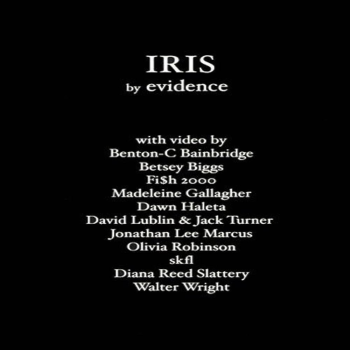 IRIS
by evidence
with video by
Benton-C Bainbridge
Betsey Biggs
Fi$h 2000
Madeleine Gallagher
Dawn Haleta
David Lublin & Jack Turner
Jonathan Lee Marcus
Olivia Robinson
skfl
Diana Reed Slattery
Walter Wright